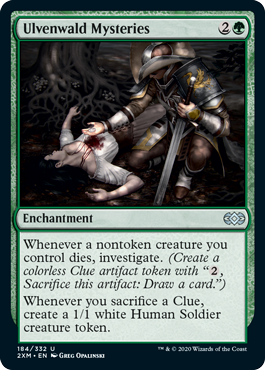 Ulvenwald Mysteries 2
Enchantment
Whenever a nontoken creature you
control dies, investigate. (Create a
colorless Clue artifact token with “2,
Sacrifice this artifact: Draw a card.”)
Whenever you sacrifice a Clue,
create a 1/1 white Human Soldier
creature token.
184/332 U
2XM • EN GREG OPALINSKI
™ & © 2020 Wizards of the Coast